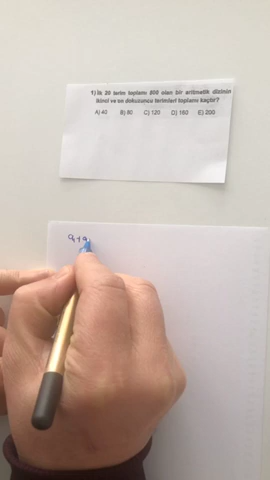 1) İlk 20 terim toplamı 800 olan bir aritmetik dizinin
ikinci ve on dokuzuncu terimleri toplamı kaçtır?
A) 40 B) 80 C) 120 D) 160 E) 200
a₁+a